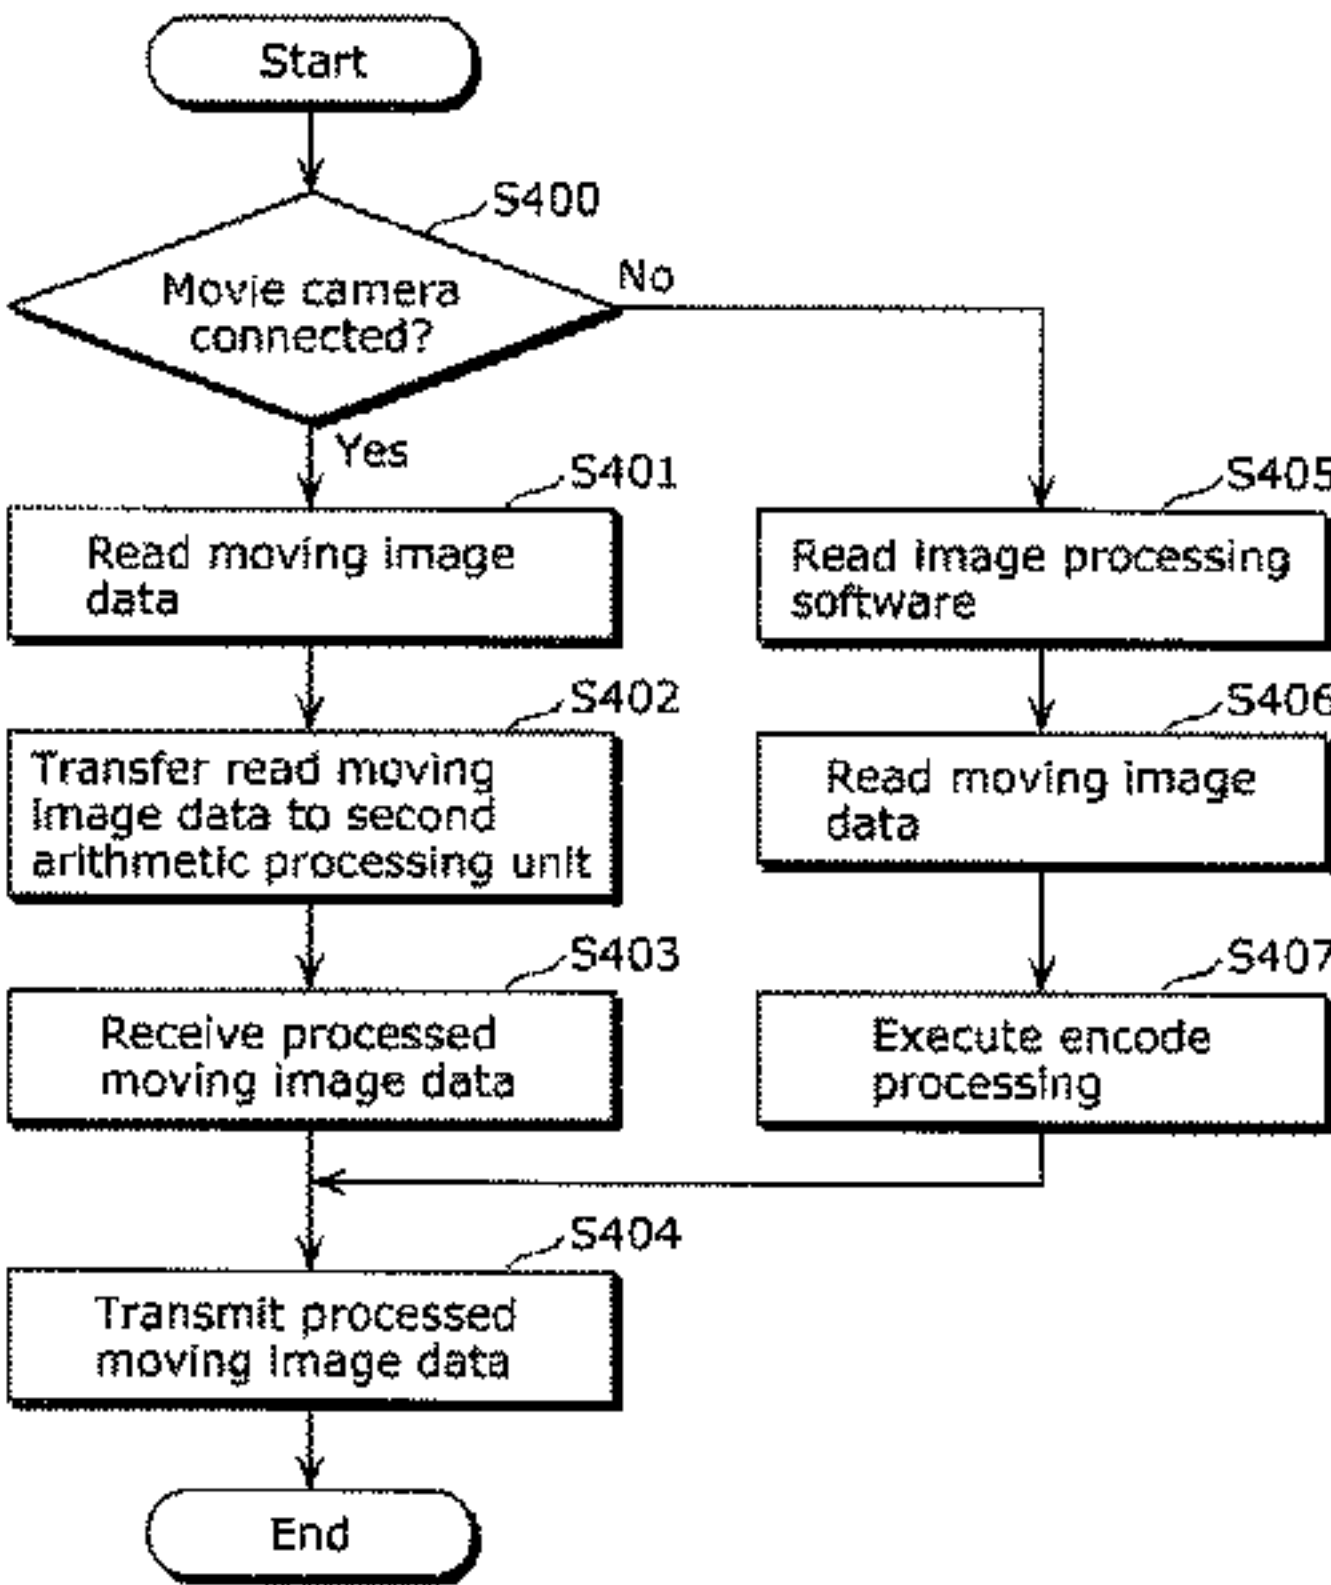 Start
S400
Movie camera
connected?
No
Yes
S401
Read moving image
data
S402
Transfer read moving
image data to second
arithmetic processing unit
S403
Receive processed
moving image data
S404
Transmit processed
moving image data
End
S405
Read image processing
software
S406
Read moving image
data
S407
Execute encode
processing